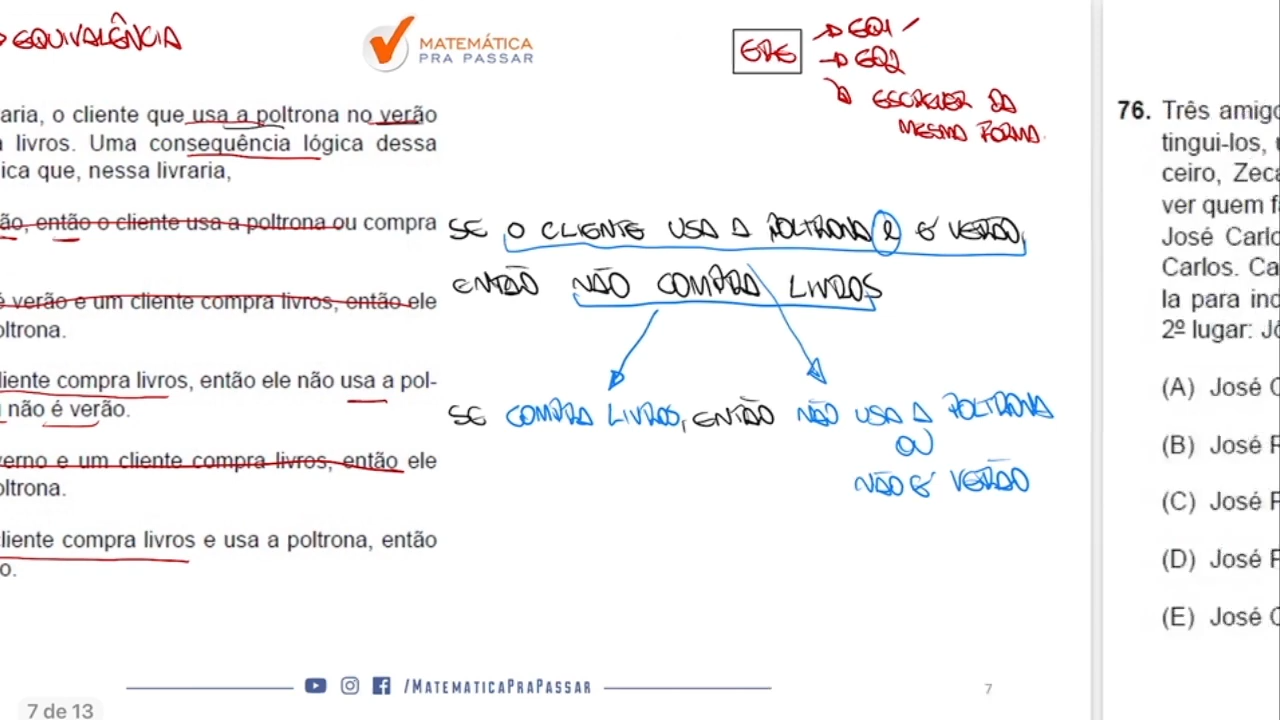 EQUIVALÊNCIA
MATEMÁTICA
PRA PASSAR
EQ1
EQ2
ESCREVER DA
MESMA FORMA.
aria, o cliente que usa a poltrona no verão
livros. Uma consequência lógica dessa
ica que, nessa livraria,
ão, então o cliente usa a poltrona ou compra
é verão e um cliente compra livros, então ele
oltrona.
liente compra livros, então ele não usa a pol-
não é verão.
verno e um cliente compra livros, então ele
oltrona.
liente compra livros e usa a poltrona, então
o.
SE O CLIENTE USA A POLTRONA e É VERÃO,
ENTÃO NÃO COMPRA LIVROS
SE COMPRA LIVROS, ENTÃO NÃO USA A POLTRONA
OU
NÃO É VERÃO
76. Três amigo
tingui-los,
ceiro, Zeca
ver quem f
José Carlo
Carlos. Ca
la para ind
2º lugar: Jo
(A) José C
(B) José R
(C) José P
(D) José P
(E) José C
/MATEMATICAPRAPASSAR
7
7 de 13